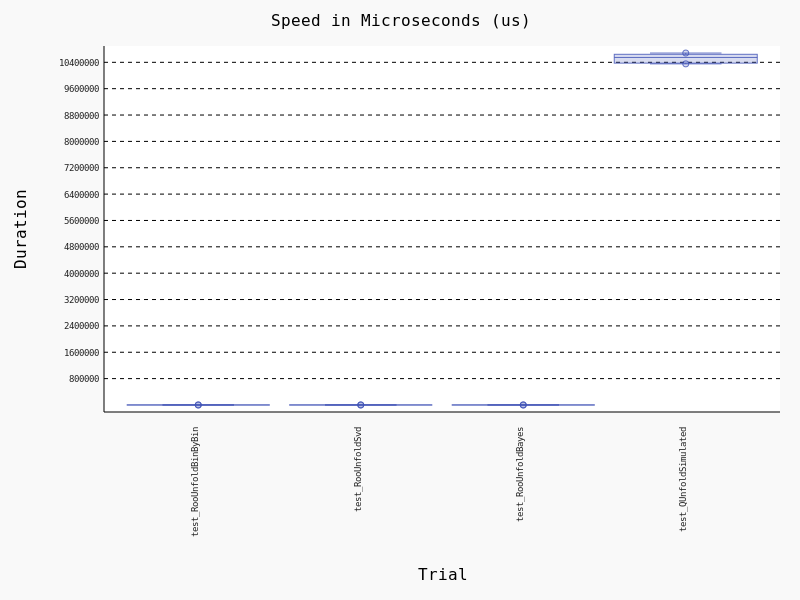 Speed in Microseconds (us)
Duration
10400000
9600000
8800000
8000000
7200000
6400000
5600000
4800000
4000000
3200000
2400000
1600000
800000
test_RooUnfoldBinByBin
test_RooUnfoldSvd
test_RooUnfoldBayes
test_QUnfoldSimulated
Trial